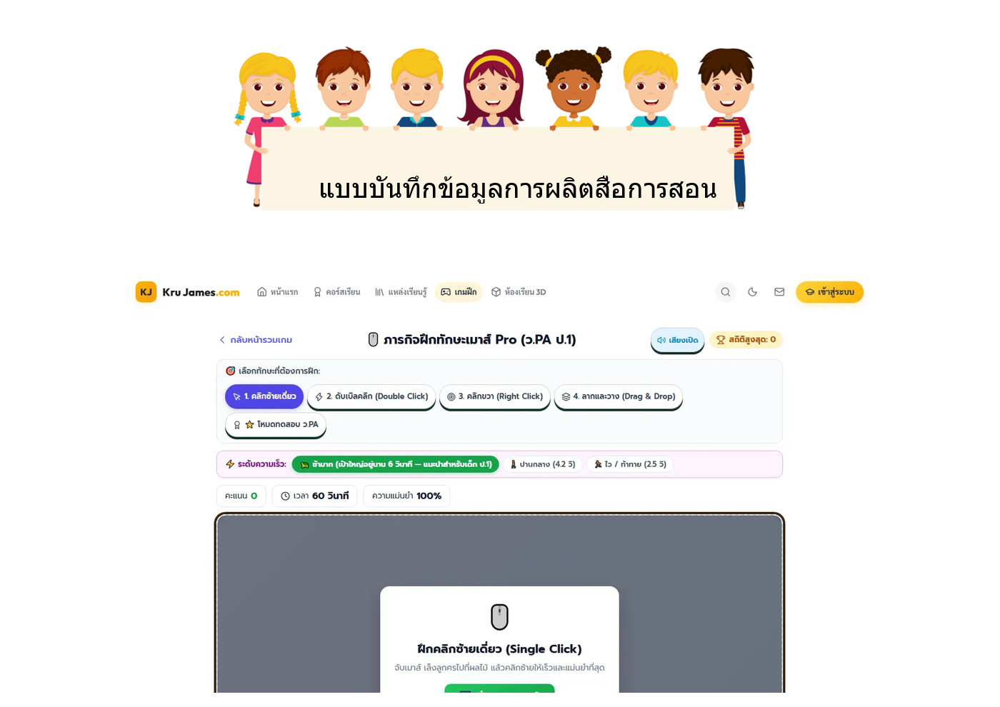 แบบบันทึกข้อมูลการผลิตสื่อการสอน
KJ Kru James.com หน้าแรก คอร์สเรียน แหล่งเรียนรู้ เกมฝึก ห้องเรียน 3D เข้าสู่ระบบ
กลับหน้ารวมเกม ภารกิจฝึกทักษะเมาส์ Pro (ว.PA ป.1) เสียงเปิด สถิติสูงสุด: 0
เลือกทักษะที่ต้องการฝึก:
1. คลิกซ้ายเดี่ยว 2. ดับเบิลคลิก (Double Click) 3. คลิกขวา (Right Click) 4. ลากและวาง (Drag & Drop)
โหมดทดสอบ ว.PA
ระดับความเร็ว: ช้ามาก (เป้าใหญ่อยู่นาน 6 วินาที — แนะนำสำหรับเด็ก ป.1) ปานกลาง (4.2 วิ) ไว / ท้าทาย (2.5 วิ)
คะแนน 0 เวลา 60 วินาที ความแม่นยำ 100%
ฝึกคลิกซ้ายเดี่ยว (Single Click)
จับเมาส์ เล็งลูกศรไปที่ผลไม้ แล้วคลิกซ้ายให้เร็วและแม่นยำที่สุด